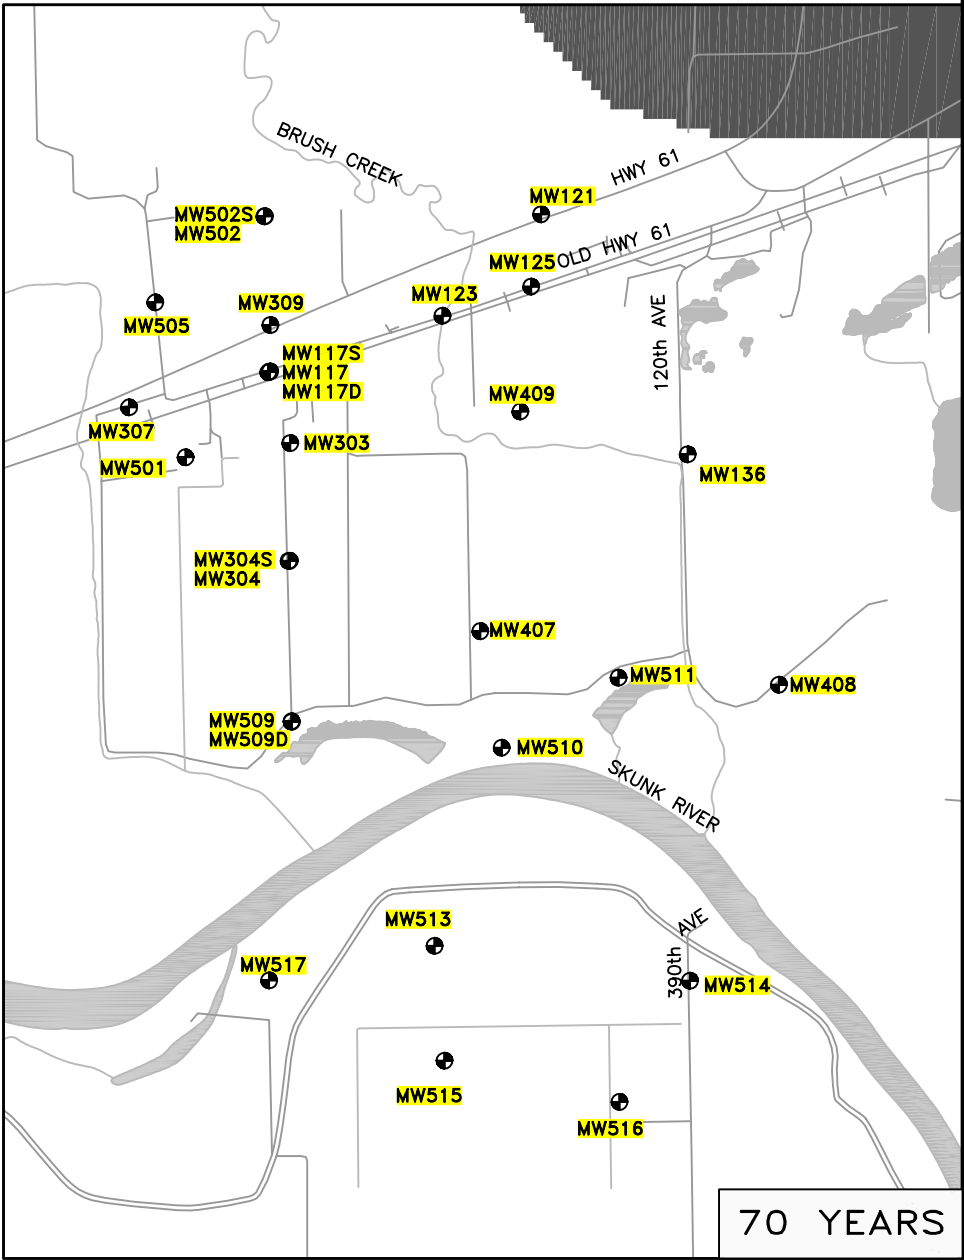 BRUSH CREEK
HWY 61
MW121
MW502S
MW502
OLD HWY 61
MW125
MW123
MW309
MW505
120th AVE
MW117S
MW117
MW117D
MW409
MW307
MW303
MW501
MW136
MW304S
MW304
MW407
MW511
MW408
MW509
MW509D
MW510
SKUNK RIVER
MW513
390th AVE
MW517
MW514
MW515
MW516
70 YEARS